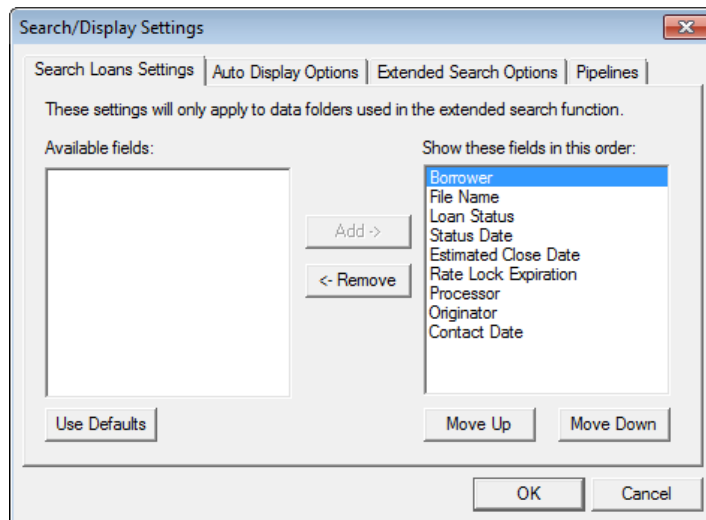 Search/Display Settings
Search Loans Settings
Auto Display Options
Extended Search Options
Pipelines
These settings will only apply to data folders used in the extended search function.
Available fields:
Show these fields in this order:
Borrower
File Name
Loan Status
Status Date
Estimated Close Date
Rate Lock Expiration
Processor
Originator
Contact Date
Add ->
<- Remove
Use Defaults
Move Up
Move Down
OK
Cancel